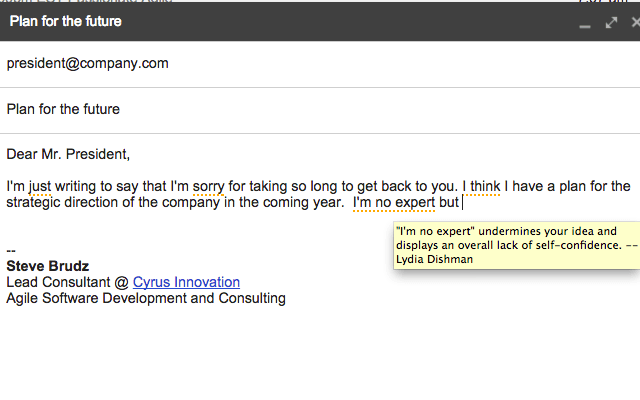 Plan for the future
president@company.com
Plan for the future
Dear Mr. President,
I'm just writing to say that I'm sorry for taking so long to get back to you. I think I have a plan for the
strategic direction of the company in the coming year.  I'm no expert but
"I'm no expert" undermines your idea and
displays an overall lack of self-confidence. --
Lydia Dishman
--
Steve Brudz
Lead Consultant @ Cyrus Innovation
Agile Software Development and Consulting